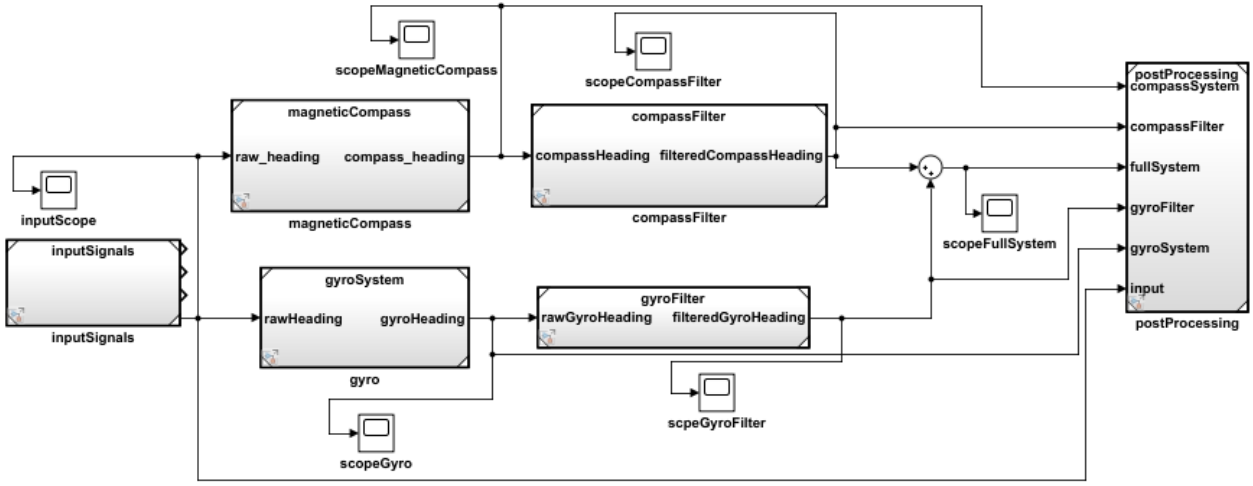 scopeMagneticCompass
scopeCompassFilter
postProcessing
compassSystem
magneticCompass
compassFilter
compassFilter
raw_heading compass_heading
compassHeading filteredCompassHeading
fullSystem
inputScope
magneticCompass
compassFilter
gyroFilter
scopeFullSystem
inputSignals
gyroSystem
gyroSystem
gyroFilter
input
rawHeading gyroHeading
rawGyroHeading filteredGyroHeading
inputSignals
postProcessing
gyro
scpeGyroFilter
scopeGyro